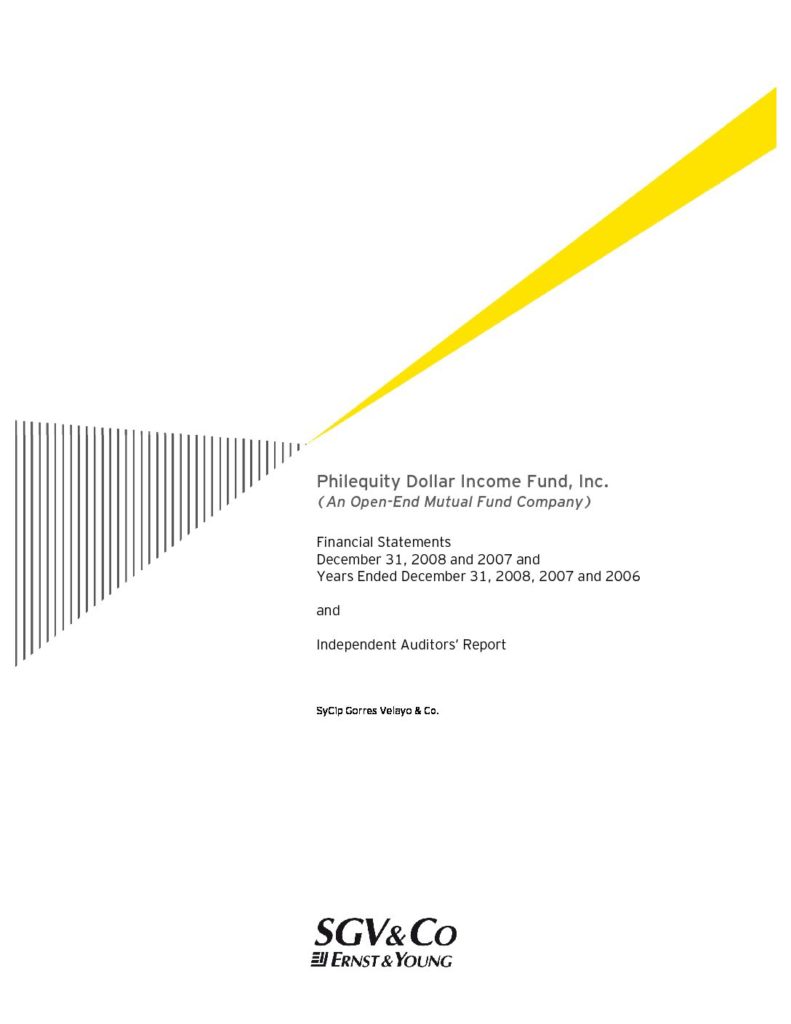 Philequity Dollar Income Fund, Inc.
(An Open-End Mutual Fund Company)
Financial Statements
December 31, 2008 and 2007 and
Years Ended December 31, 2008, 2007 and 2006
and
Independent Auditors' Report
SyCip Gorres Velayo & Co.
SGV & Co
ERNST & YOUNG